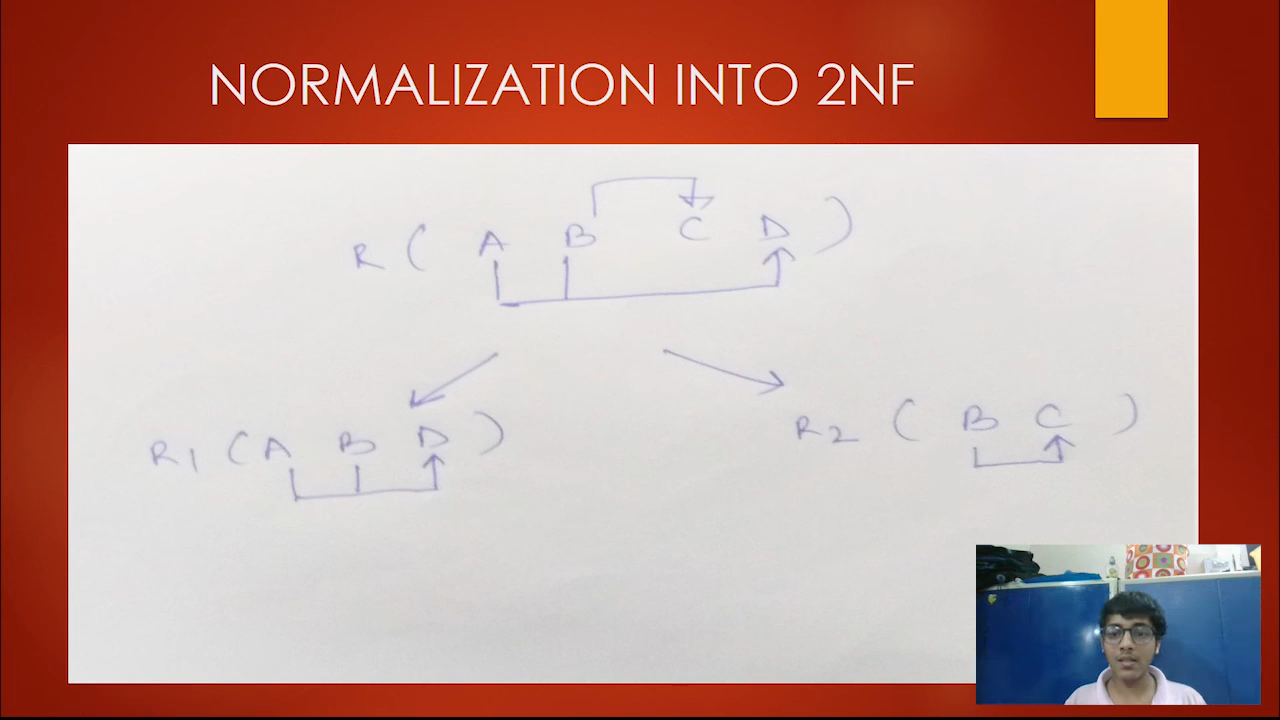 NORMALIZATION INTO 2NF
R ( A B C D )
R1 ( A B D ) R2 ( B C )